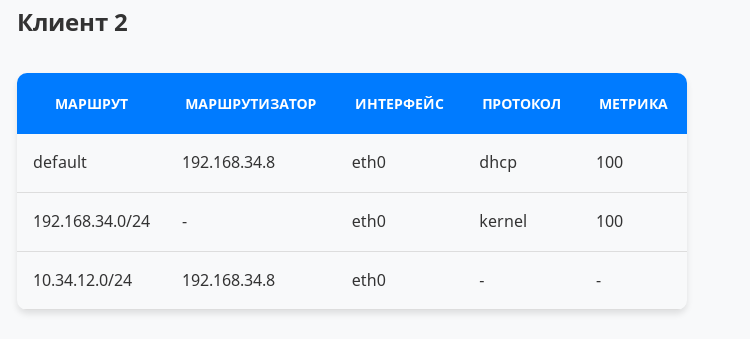 Клиент 2
МАРШРУТ МАРШРУТИЗАТОР ИНТЕРФЕЙС ПРОТОКОЛ МЕТРИКА
default 192.168.34.8 eth0 dhcp 100
192.168.34.0/24 - eth0 kernel 100
10.34.12.0/24 192.168.34.8 eth0 - -